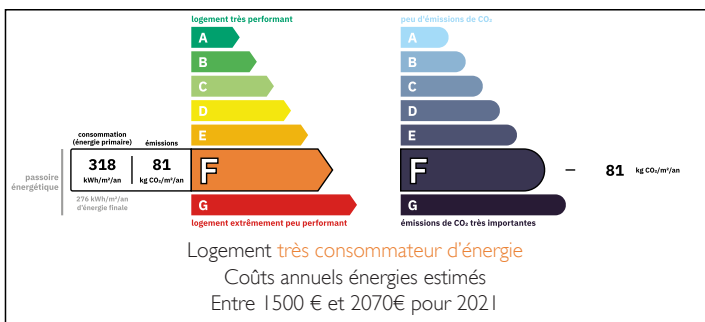 logement très performant
A
B
C
D
E
consommation
(énergie primaire)
émissions
passoire
énergétique
318
kWh/m²/an
81
kg CO₂/m²/an
F
276 kWh/m²/an
d'énergie finale
G
logement extrêmement peu performant
peu d'émissions de CO₂
A
B
C
D
E
F
81 kg CO₂/m²/an
G
émissions de CO₂ très importantes
Logement très consommateur d'énergie
Coûts annuels énergies estimés
Entre 1500 € et 2070€ pour 2021